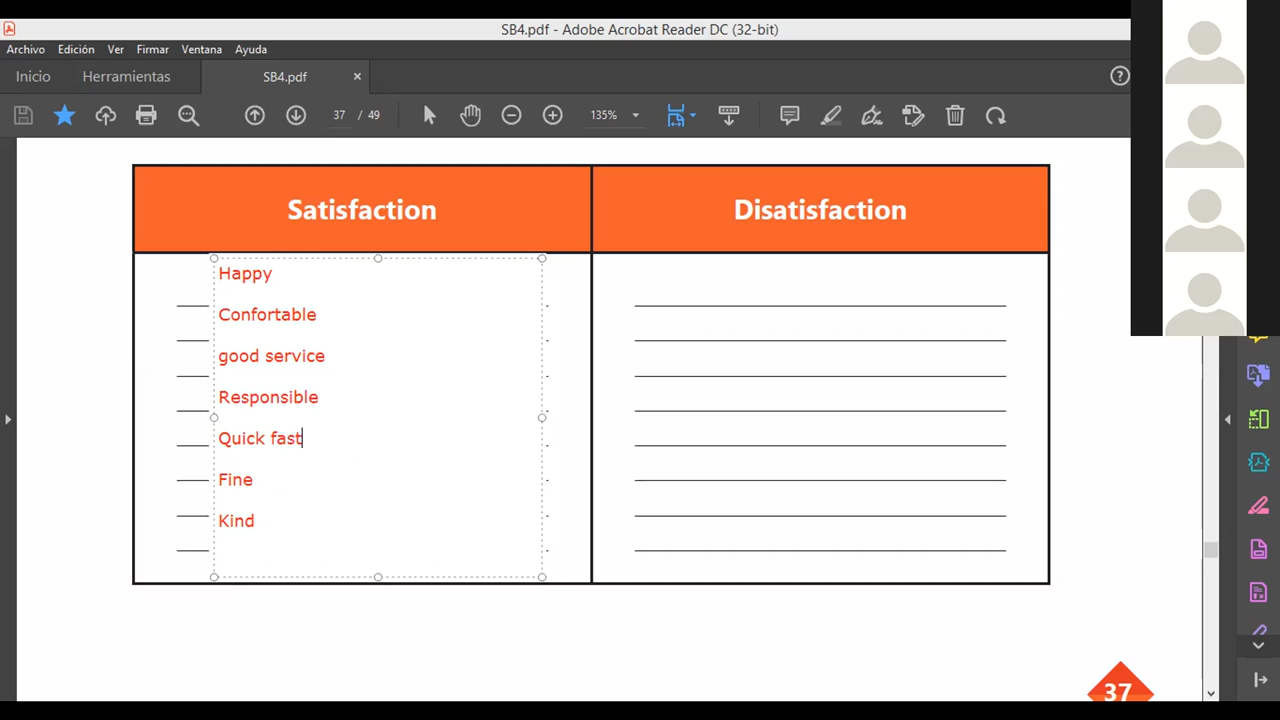 SB4.pdf - Adobe Acrobat Reader DC (32-bit)
Archivo Edición Ver Firmar Ventana Ayuda
Inicio Herramientas SB4.pdf ×
37 / 49 135%
Satisfaction Disatisfaction
Happy
Confortable
good service
Responsible
Quick fast
Fine
Kind
37